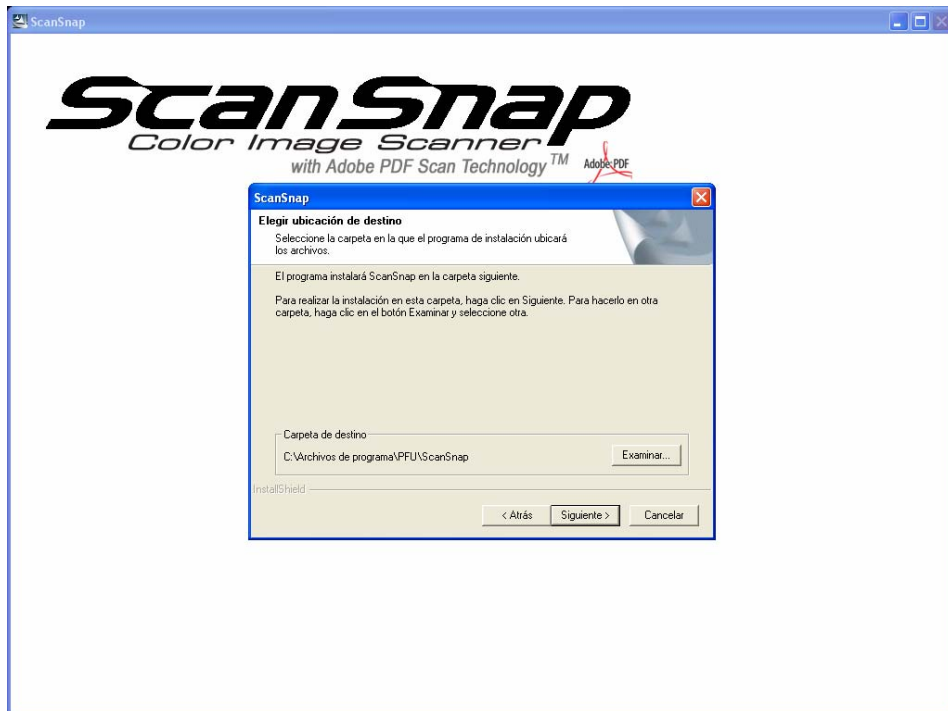 ScanSnap
ScanSnap
Color Image Scanner
with Adobe PDF Scan Technology TM
Adobe PDF
ScanSnap
Elegir ubicación de destino
Seleccione la carpeta en la que el programa de instalación ubicará
los archivos.
El programa instalará ScanSnap en la carpeta siguiente.
Para realizar la instalación en esta carpeta, haga clic en Siguiente. Para hacerlo en otra
carpeta, haga clic en el botón Examinar y seleccione otra.
Carpeta de destino
C:\Archivos de programa\PFU\ScanSnap
Examinar...
InstallShield
< Atrás
Siguiente >
Cancelar